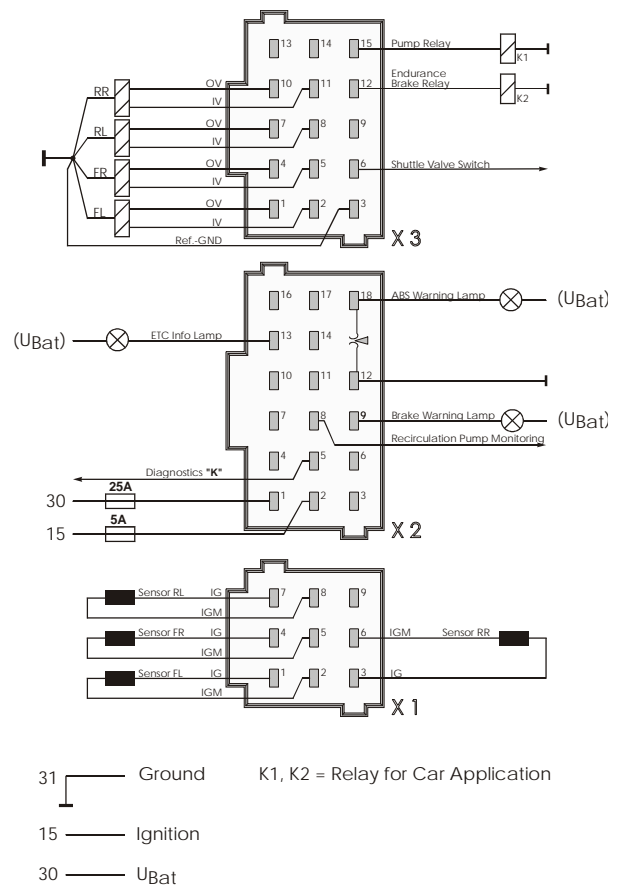 13 14 15 Pump Relay K1
Endurance
RR OV 10 11 12 Brake Relay K2
IV
RL OV 7 8 9
IV
FR OV 4 5 6 Shuttle Valve Switch
IV
FL OV 1 2 3
IV
Ref.-GND
X 3
16 17 18 ABS Warning Lamp (UBat)
(UBat) ETC Info Lamp 13 14
10 11 12
7 8 9 Brake Warning Lamp (UBat)
Recirculation Pump Monitoring
4 5 6
Diagnostics "K"
25A
30 1 2 3
5A
15
X 2
Sensor RL IG 7 8 9
IGM
Sensor FR IG 4 5 6 IGM Sensor RR
IGM
Sensor FL IG 1 2 3 IG
IGM
X 1
31 Ground K1, K2 = Relay for Car Application
15 Ignition
30 UBat